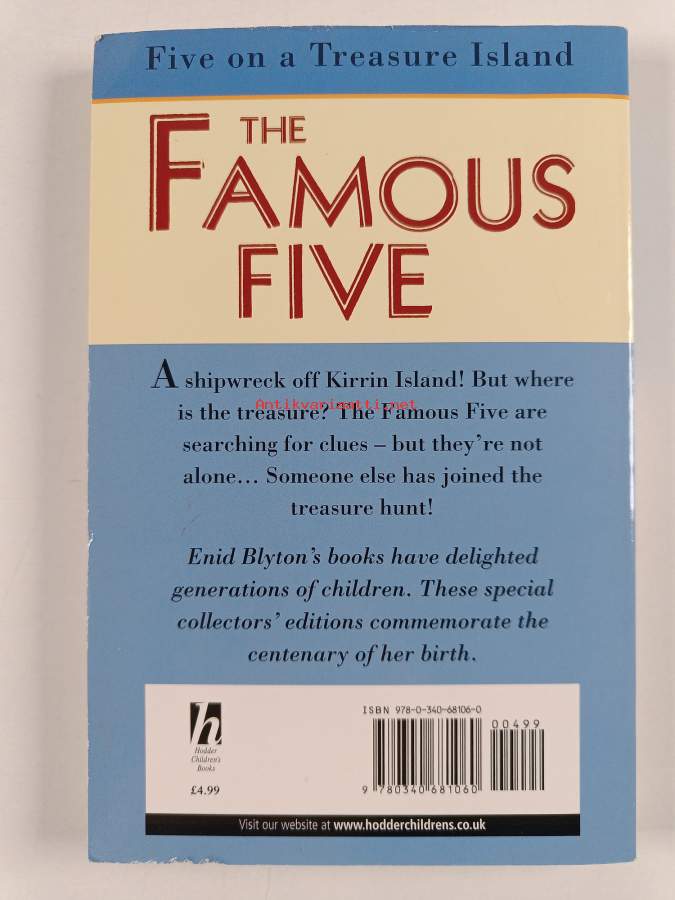 Five on a Treasure Island
THE
FAMOUS
FIVE
A shipwreck off Kirrin Island! But where
is the treasure? The Famous Five are
Antikvariaatti.net
searching for clues – but they're not
alone... Someone else has joined the
treasure hunt!
Enid Blyton's books have delighted
generations of children. These special
collectors' editions commemorate the
centenary of her birth.
h
Hodder
Children's
Books
£4.99
ISBN 978-0-340-68106-0
00499
9 780340 681060
Visit our website at www.hodderchildrens.co.uk